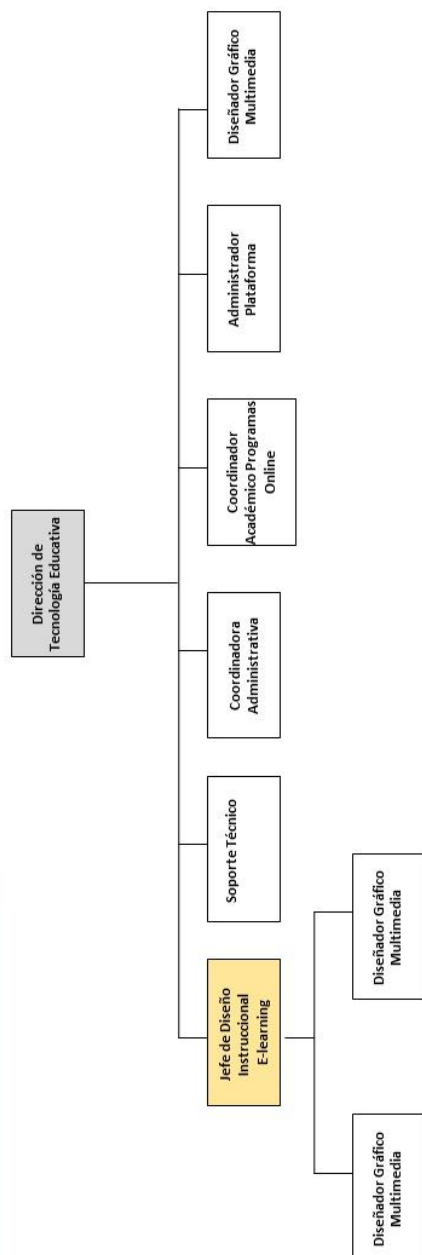 Dirección de
Tecnología Educativa
Jefe de Diseño
Instruccional
E-learning
Soporte Técnico
Coordinadora
Administrativa
Coordinador
Académico Programas
Online
Administrador
Plataforma
Diseñador Gráfico
Multimedia
Diseñador Gráfico
Multimedia
Diseñador Gráfico
Multimedia